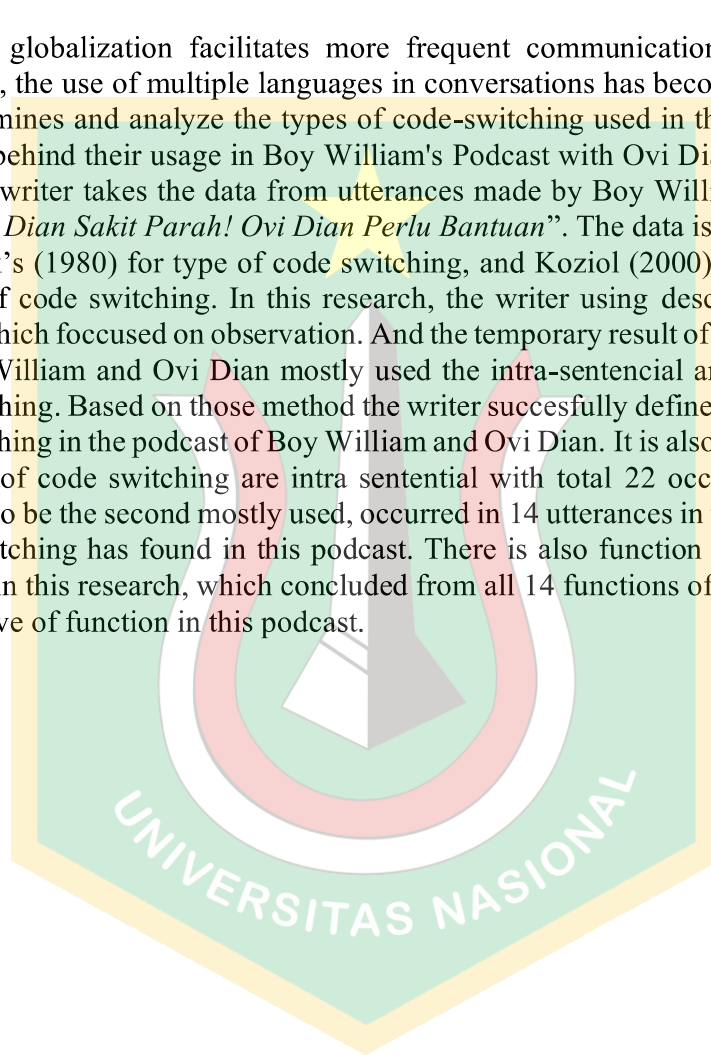 globalization facilitates more frequent communication
, the use of multiple languages in conversations has beco
mines and analyze the types of code-switching used in th
behind their usage in Boy William's Podcast with Ovi Di
writer takes the data from utterances made by Boy Will
Dian Sakit Parah! Ovi Dian Perlu Bantuan”. The data is
's (1980) for type of code switching, and Koziol (2000)
f code switching. In this research, the writer using desc
hich foccused on observation. And the temporary result of
William and Ovi Dian mostly used the intra-sentencial a
hing. Based on those method the writer succesfully define
hing in the podcast of Boy William and Ovi Dian. It is also
of code switching are intra sentential with total 22 occ
o be the second mostly used, occurred in 14 utterances in
tching has found in this podcast. There is also function
in this research, which concluded from all 14 functions of
ve of function in this podcast.
UNIVERSITAS NASIONAL